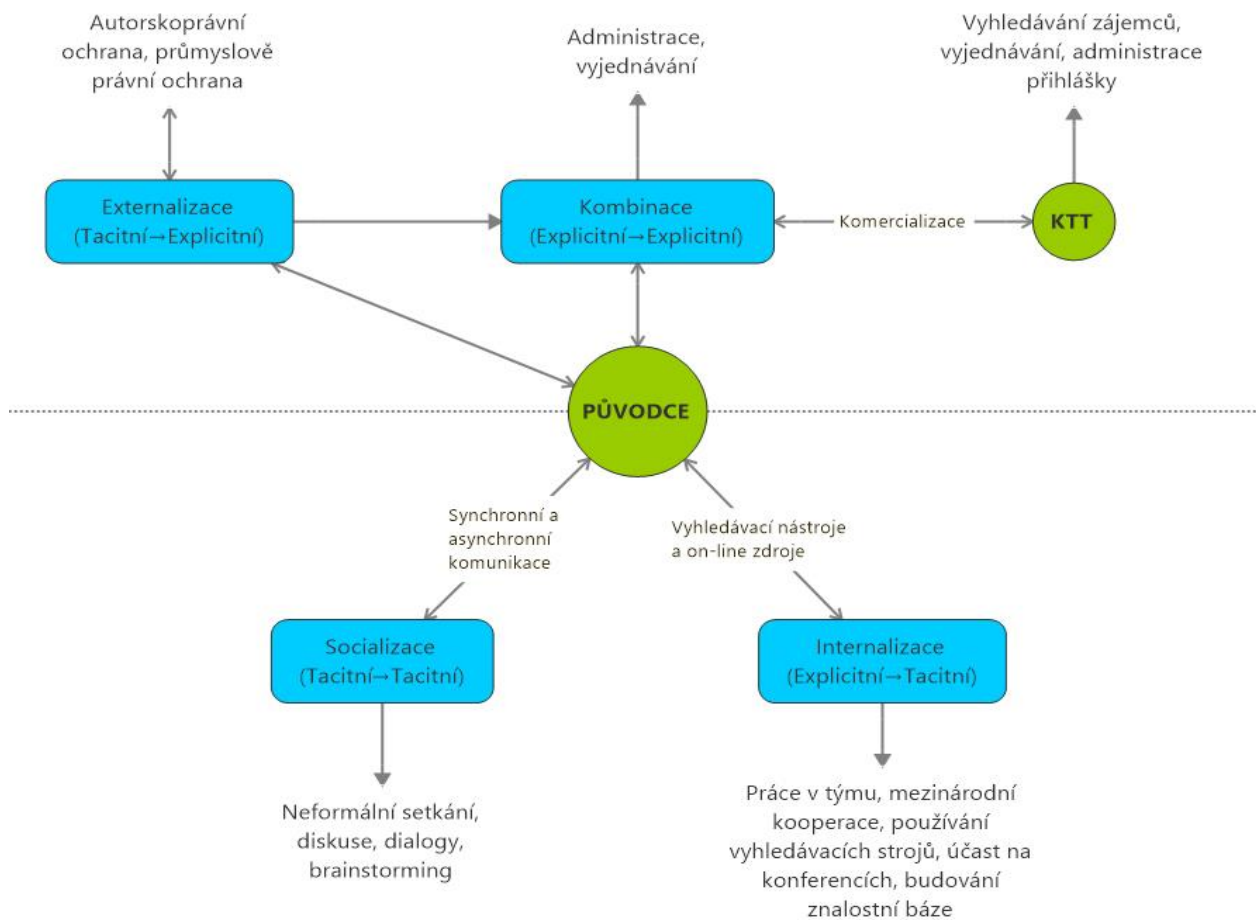 Autorskoprávní
ochrana, průmyslově
právní ochrana
Administrace,
vyjednávání
Vyhledávání zájemců,
vyjednávání, administrace
přihlášky
Externalizace
(Tacitní→Explicitní)
Kombinace
(Explicitní→Explicitní)
Komercializace
KTT
PŮVODCE
Synchronní a
asynchronní
komunikace
Vyhledávací nástroje
a on-line zdroje
Socializace
(Tacitní→Tacitní)
Internalizace
(Explicitní→Tacitní)
Neformální setkání,
diskuse, dialogy,
brainstorming
Práce v týmu, mezinárodní
kooperace, používání
vyhledávacích strojů, účast na
konferencích, budování
znalostní báze